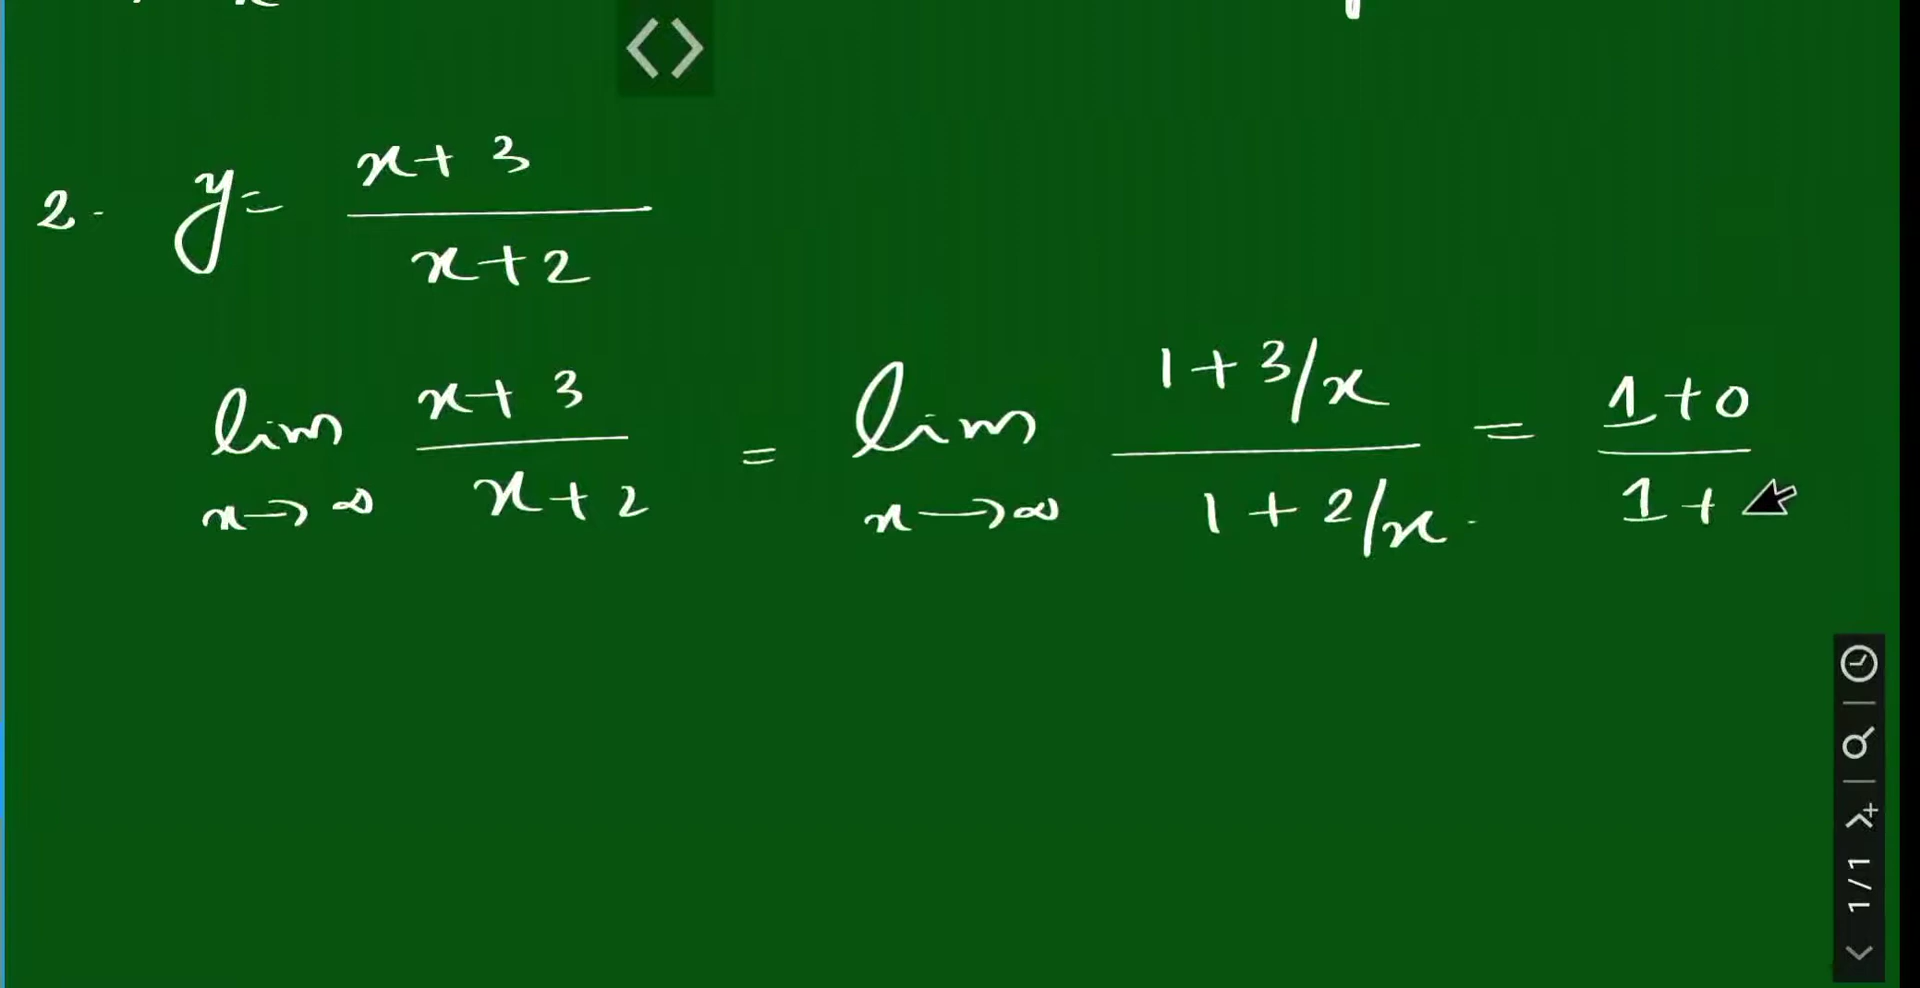 2. y = x+3
x+2
lim x→∞ x+3 / x+2 = lim x→∞ 1+3/x / 1+2/x = 1+0 / 1+
1/1